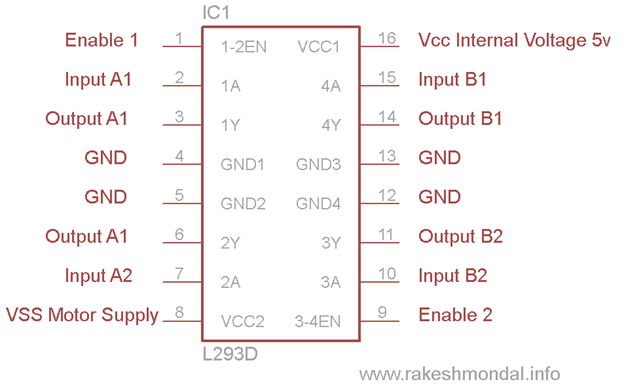 IC1
Enable 1 1 1-2EN VCC1 16 Vcc Internal Voltage 5v
Input A1 2 1A 4A 15 Input B1
Output A1 3 1Y 4Y 14 Output B1
GND 4 GND1 GND3 13 GND
GND 5 GND2 GND4 12 GND
Output A1 6 2Y 3Y 11 Output B2
Input A2 7 2A 3A 10 Input B2
VSS Motor Supply 8 VCC2 3-4EN 9 Enable 2
L293D
www.rakeshmondal.info